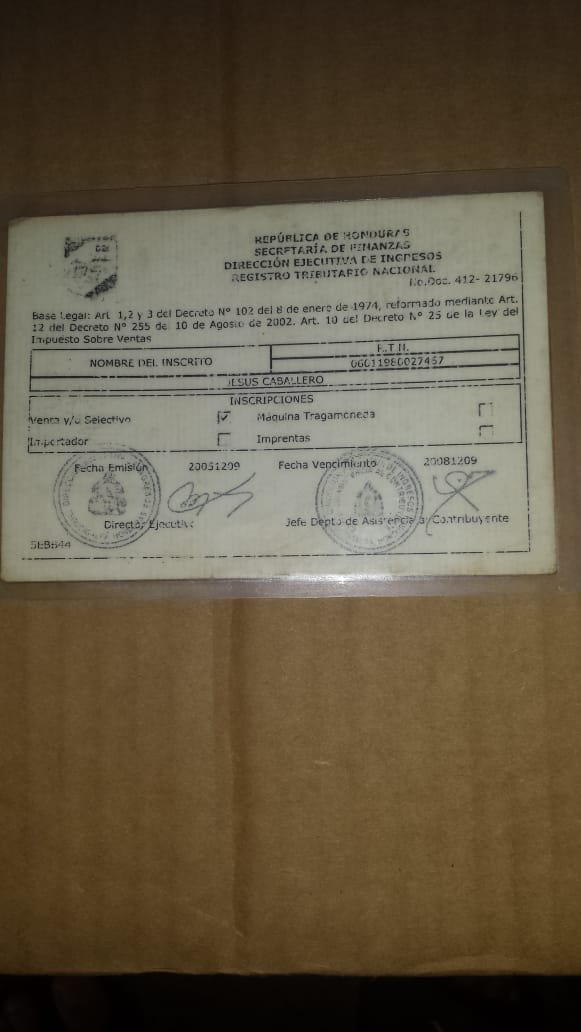 REPÚBLICA DE HONDURAS
SECRETARÍA DE FINANZAS
DIRECCIÓN EJECUTIVA DE INGRESOS
REGISTRO TRIBUTARIO NACIONAL
No.Doc. 412- 21796
Base Legal: Art. 1,2 y 3 del Decreto N° 102 del 8 de enero de 1974, reformado mediante Art.
12 del Decreto N° 255 de 10 de Agosto de 2002. Art. 10 del Decreto N° 25 de la Ley del
Impuesto Sobre Ventas
R.T.N.
NOMBRE DEL INSCRITO 06011980027457
JESUS CABALLERO
INSCRIPCIONES
Venta y/o Selectivo Máquina Tragamoneda
Importador Imprentas
Fecha Emisión 20051209 Fecha Vencimiento 20081209
Director Ejecutivo Jefe Depto de Asistencia al Contribuyente